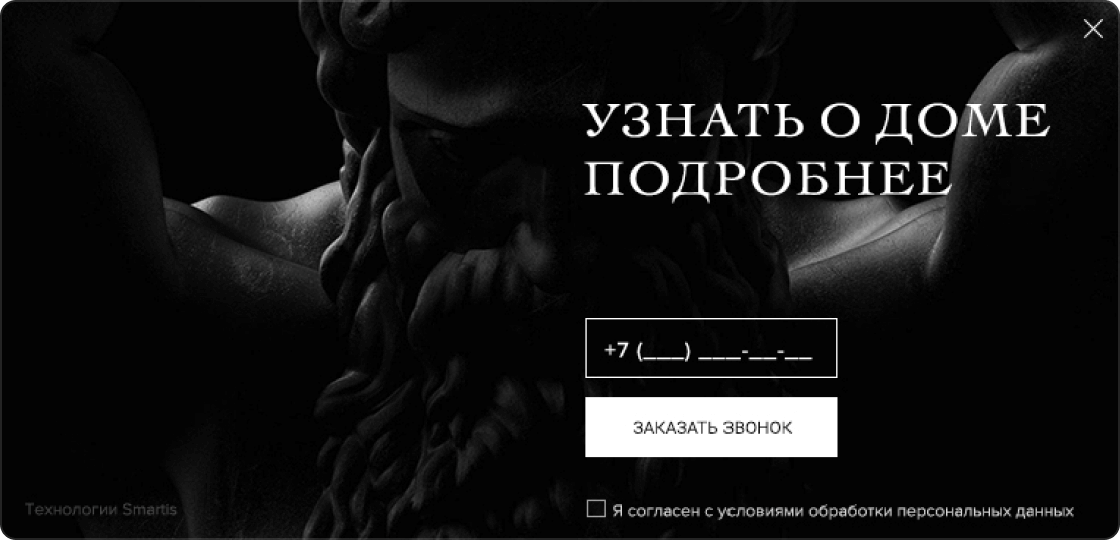 УЗНАТЬ О ДОМЕ
ПОДРОБНЕЕ
+7 (___) ___-__-__
ЗАКАЗАТЬ ЗВОНОК
Я согласен с условиями обработки персональных данных
Технологии Smartis